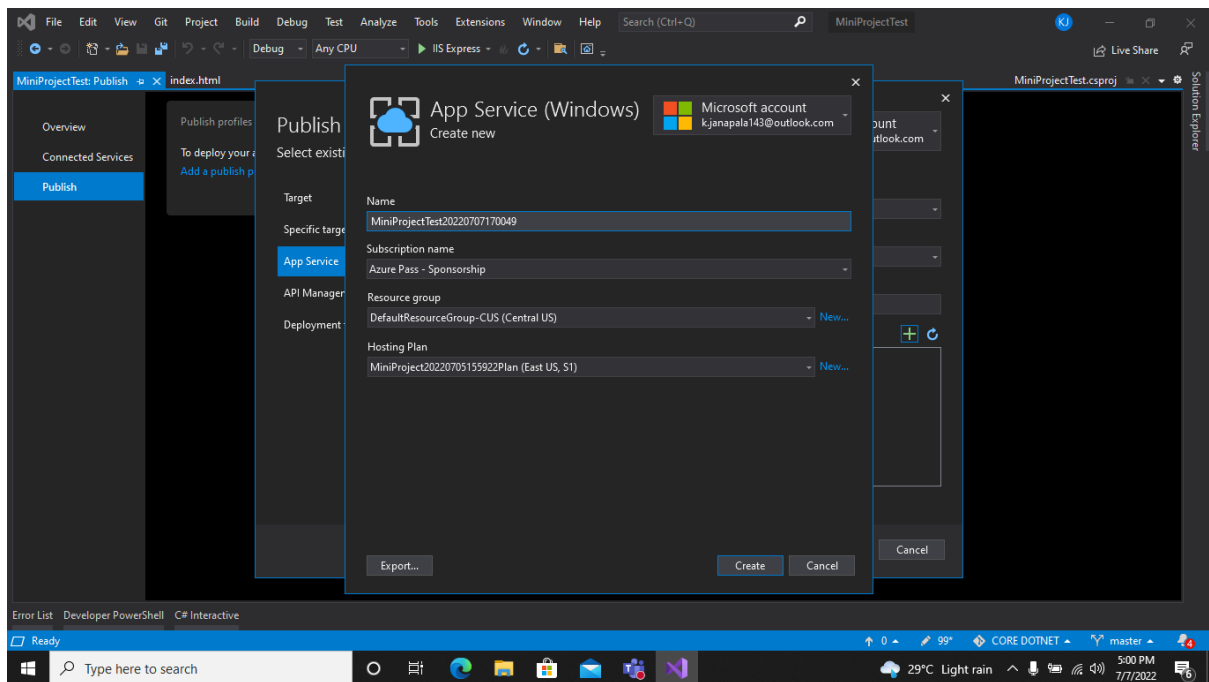 File Edit View Git Project Build Debug Test Analyze Tools Extensions Window Help Search (Ctrl+Q) MiniProjectTest KJ
Debug Any CPU IIS Express Live Share
MiniProjectTest: Publish index.html MiniProjectTest.csproj
Solution Explorer
Overview
Connected Services
Publish
Publish profiles
To deploy your
Add a publish
Publish
Select existi
Target
Specific targe
App Service
API Manager
Deployment
ount
utlook.com
Cancel
App Service (Windows)
Create new
Microsoft account
k.janapala143@outlook.com
Name
MiniProjectTest20220707170049
Subscription name
Azure Pass - Sponsorship
Resource group
DefaultResourceGroup-CUS (Central US) New...
Hosting Plan
MiniProject20220705155922Plan (East US, S1) New...
Export... Create Cancel
Error List Developer PowerShell C# Interactive
Ready 0 99* CORE DOTNET master 4
Type here to search 29°C Light rain 5:00 PM
7/7/2022 6